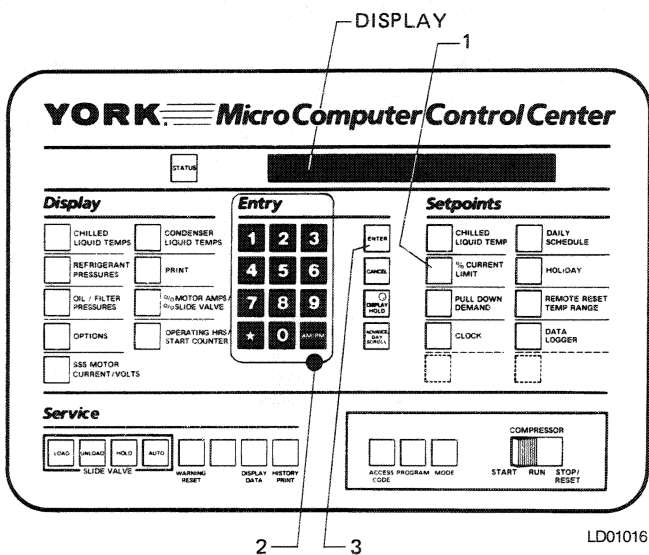 DISPLAY
1
YORK Micro Computer Control Center
STATUS
Display
CHILLED LIQUID TEMPS
CONDENSER LIQUID TEMPS
REFRIGERANT PRESSURES
PRINT
OIL / FILTER PRESSURES
% MOTOR AMPS/ % SLIDE VALVE
OPTIONS
OPERATING HRS/ START COUNTER
SSS MOTOR CURRENT/VOLTS
Entry
1 2 3
4 5 6
7 8 9
* 0 AM/PM
ENTER
CANCEL
DISPLAY HOLD
ADVANCE DAY SCROLL
Setpoints
CHILLED LIQUID TEMP
DAILY SCHEDULE
% CURRENT LIMIT
HOLIDAY
PULL DOWN DEMAND
REMOTE RESET TEMP RANGE
CLOCK
DATA LOGGER
Service
LOAD UNLOAD HOLD AUTO
SLIDE VALVE
WARNING RESET
DISPLAY DATA
HISTORY PRINT
ACCESS CODE
PROGRAM
MODE
COMPRESSOR
START RUN STOP/ RESET
2
3
LD01016